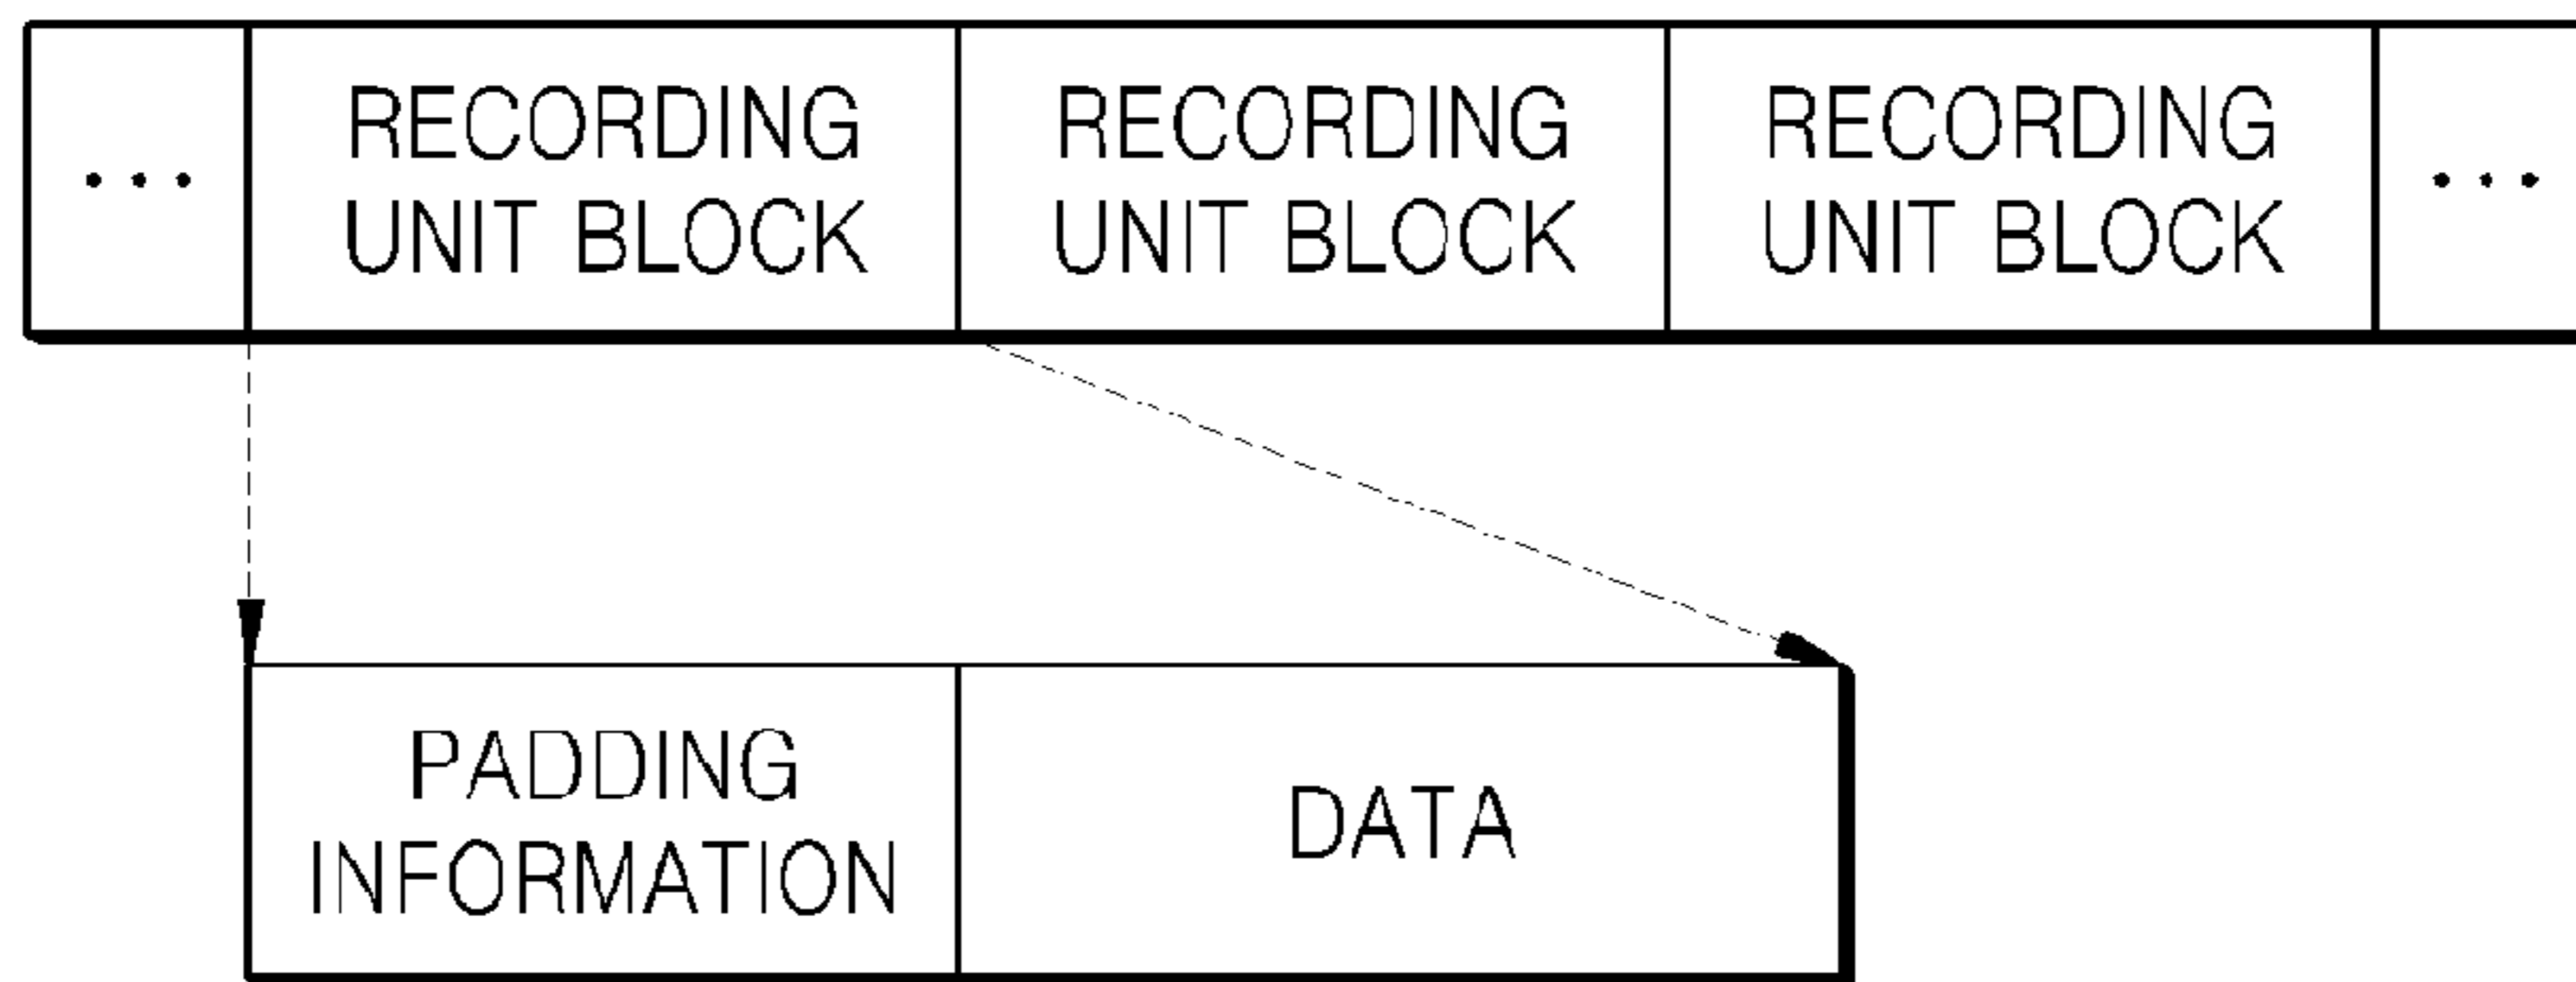 ... RECORDING RECORDING RECORDING ...
UNIT BLOCK UNIT BLOCK UNIT BLOCK
PADDING
INFORMATION
DATA